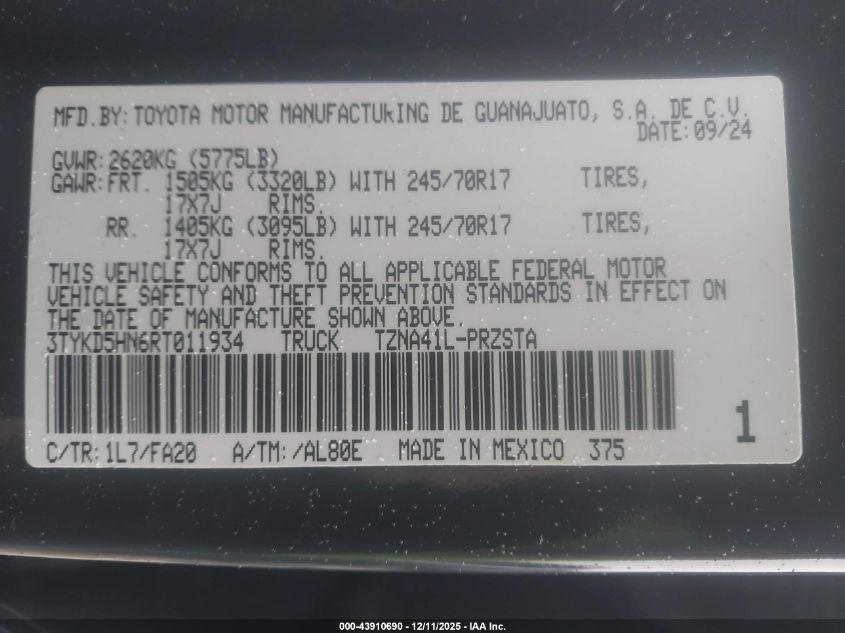 MFD.BY: TOYOTA MOTOR MANUFACTURING DE GUANAJUATO, S.A. DE C.V.
DATE: 09/24
GVWR: 2620KG (5775LB)
GAWR: FRT. 1505KG (3320LB) WITH 245/70R17 TIRES,
17X7J RIMS.
RR. 1405KG (3095LB) WITH 245/70R17 TIRES,
17X7J RIMS.
THIS VEHICLE CONFORMS TO ALL APPLICABLE FEDERAL MOTOR
VEHICLE SAFETY AND THEFT PREVENTION STANDARDS IN EFFECT ON
THE DATE OF MANUFACTURE SHOWN ABOVE.
3TYKD5HN6RT011934 TRUCK TZNA41L-PRZSTA
1
C/TR: 1L7/FA20 A/TM: /AL80E MADE IN MEXICO 375
000-43910690 - 12/11/2025 - IAA Inc.